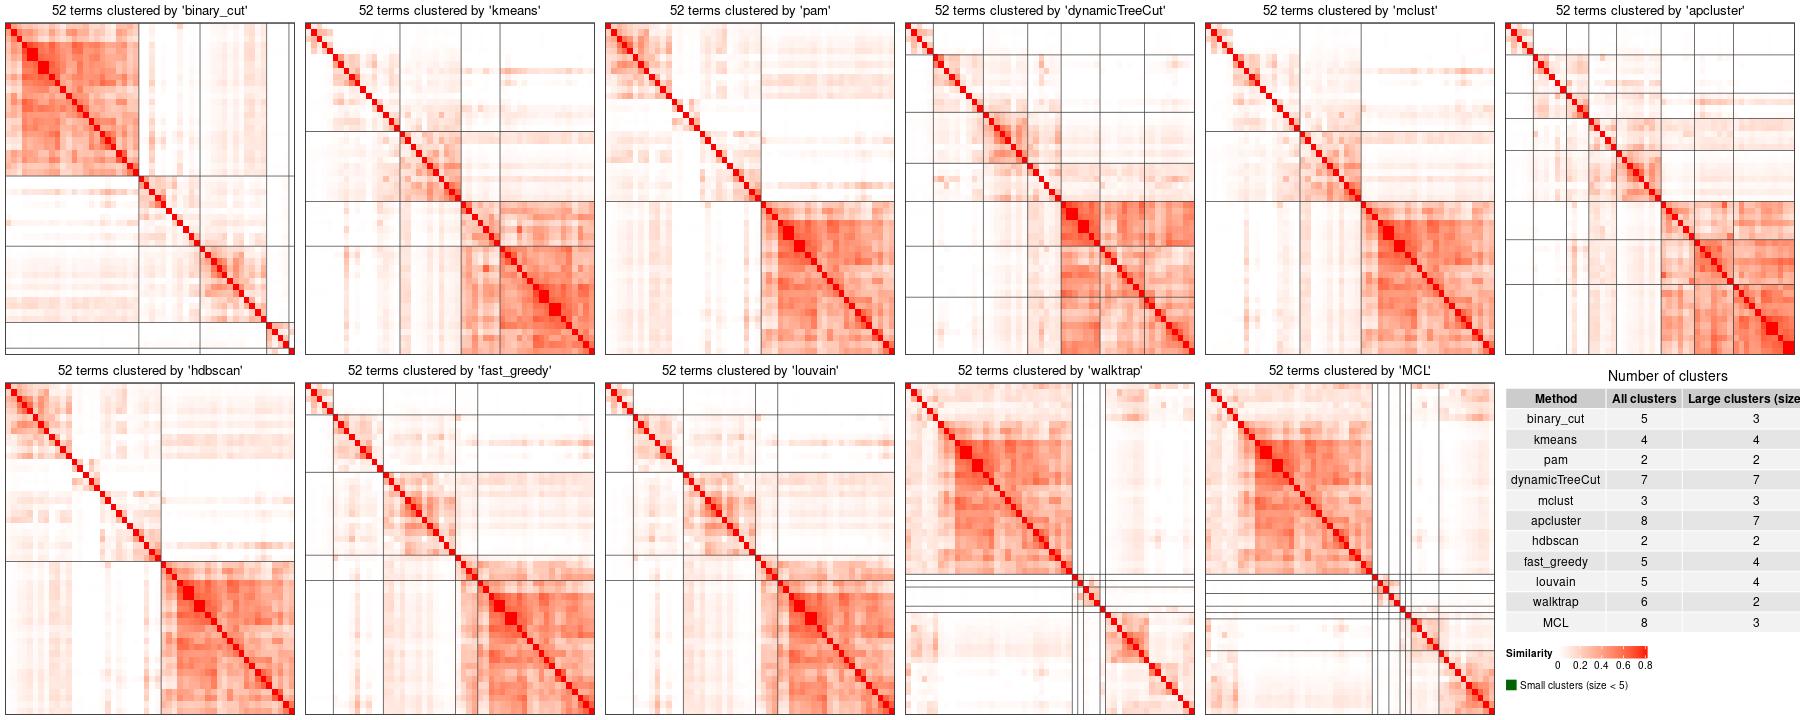 52 terms clustered by 'binary_cut'
52 terms clustered by 'kmeans'
52 terms clustered by 'pam'
52 terms clustered by 'dynamicTreeCut'
52 terms clustered by 'mclust'
52 terms clustered by 'apcluster'
52 terms clustered by 'hdbscan'
52 terms clustered by 'fast_greedy'
52 terms clustered by 'louvain'
52 terms clustered by 'walktrap'
52 terms clustered by 'MCL'
Number of clusters
Method All clusters Large clusters (size
binary_cut 5 3
kmeans 4 4
pam 2 2
dynamicTreeCut 7 7
mclust 3 3
apcluster 8 7
hdbscan 2 2
fast_greedy 5 4
louvain 5 4
walktrap 6 2
MCL 8 3
Similarity
0 0.2 0.4 0.6 0.8
Small clusters (size < 5)